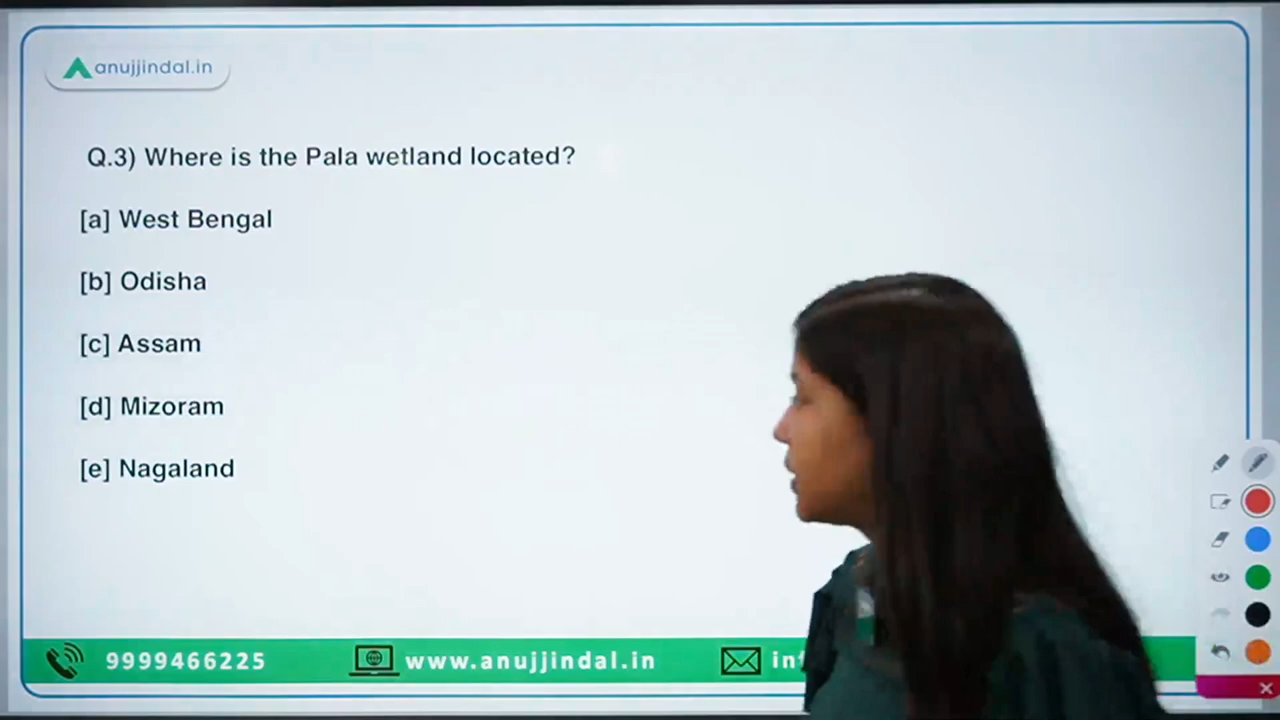 anujjindal.in
Q.3) Where is the Pala wetland located?
[a] West Bengal
[b] Odisha
[c] Assam
[d] Mizoram
[e] Nagaland
9999466225
www.anujjindal.in